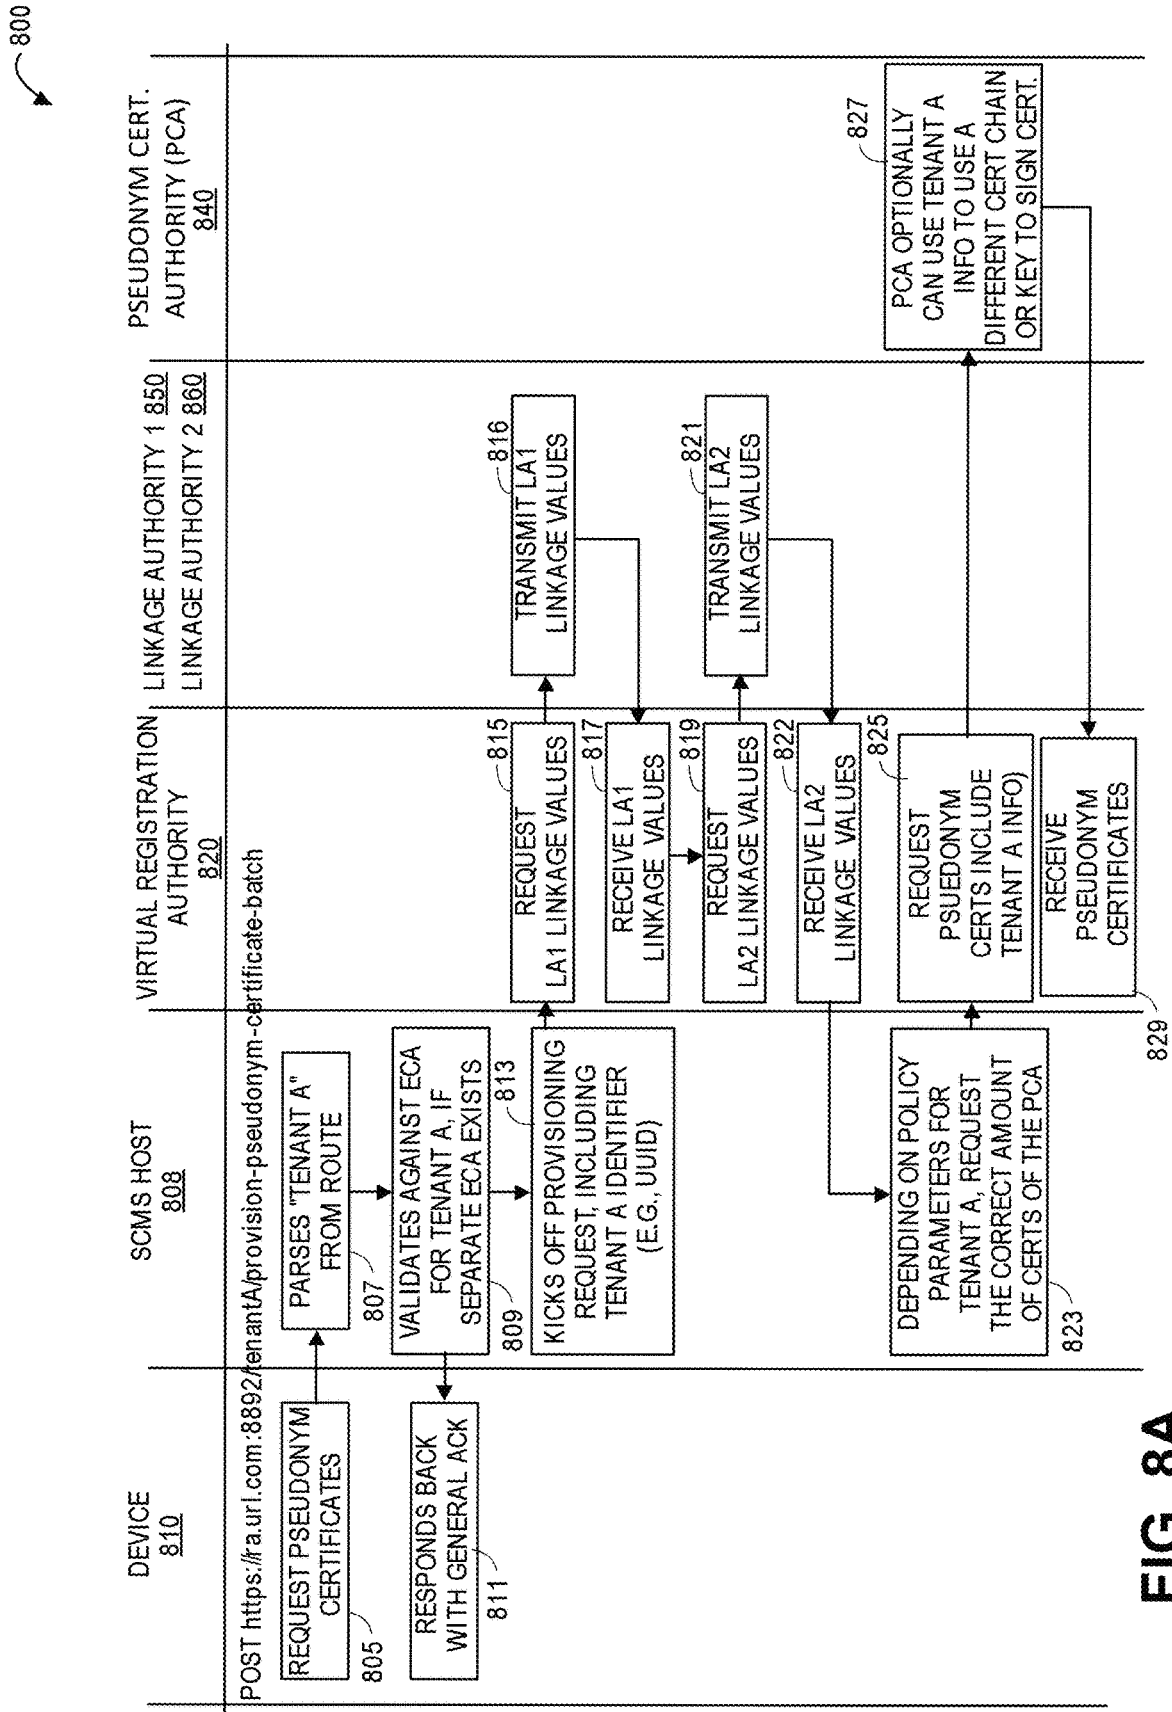 800
DEVICE
810
SCMS HOST
808
VIRTUAL REGISTRATION
AUTHORITY
820
LINKAGE AUTHORITY 1 850
LINKAGE AUTHORITY 2 860
PSEUDONYM CERT.
AUTHORITY (PCA)
840
POST https://ra.url.com:8892/tenantA/provision-pseudonym-certificate-batch
REQUEST PSEUDONYM
CERTIFICATES
805
PARSES "TENANT A"
FROM ROUTE
807
VALIDATES AGAINST ECA
FOR TENANT A, IF
SEPARATE ECA EXISTS
809
RESPONDS BACK
WITH GENERAL ACK
811
KICKS OFF PROVISIONING
REQUEST, INCLUDING
TENANT A IDENTIFIER
(E.G., UUID)
813
REQUEST
LA1 LINKAGE VALUES
815
TRANSMIT LA1
LINKAGE VALUES
816
RECEIVE LA1
LINKAGE VALUES
817
REQUEST
LA2 LINKAGE VALUES
819
TRANSMIT LA2
LINKAGE VALUES
821
RECEIVE LA2
LINKAGE VALUES
822
DEPENDING ON POLICY
PARAMETERS FOR
TENANT A, REQUEST
THE CORRECT AMOUNT
OF CERTS OF THE PCA
823
REQUEST
PSUEDONYM
CERTS INCLUDE
TENANT A INFO)
825
PCA OPTIONALLY
CAN USE TENANT A
INFO TO USE A
DIFFERENT CERT CHAIN
OR KEY TO SIGN CERT.
827
RECEIVE
PSEUDONYM
CERTIFICATES
829
FIG. 8A